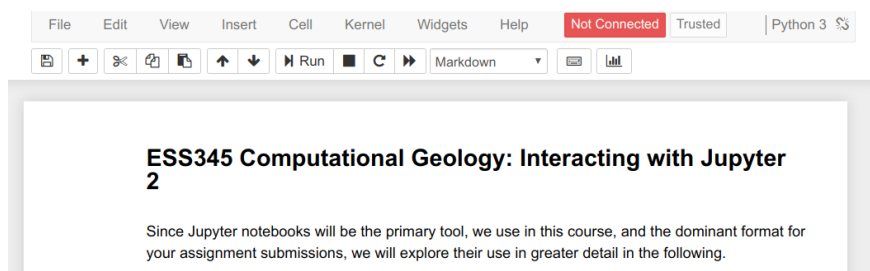 File Edit View Insert Cell Kernel Widgets Help Not Connected Trusted Python 3
Run Markdown
ESS345 Computational Geology: Interacting with Jupyter
2
Since Jupyter notebooks will be the primary tool, we use in this course, and the dominant format for
your assignment submissions, we will explore their use in greater detail in the following.